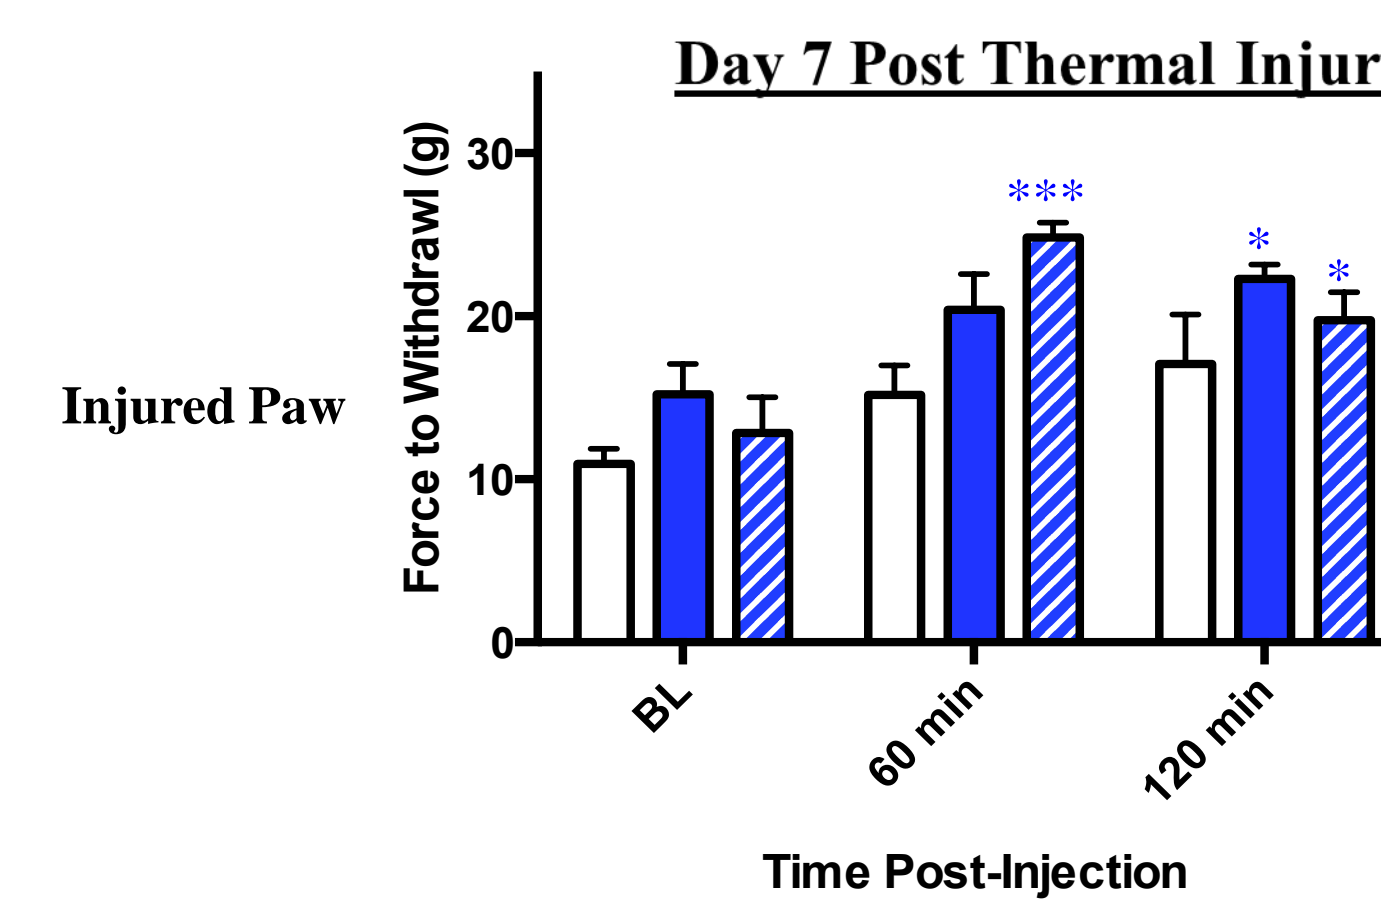 Day 7 Post Thermal Injur
Force to Withdrawl (g)
30
20
10
0
***
*
*
Injured Paw
BL
60 min
120 min
Time Post-Injection